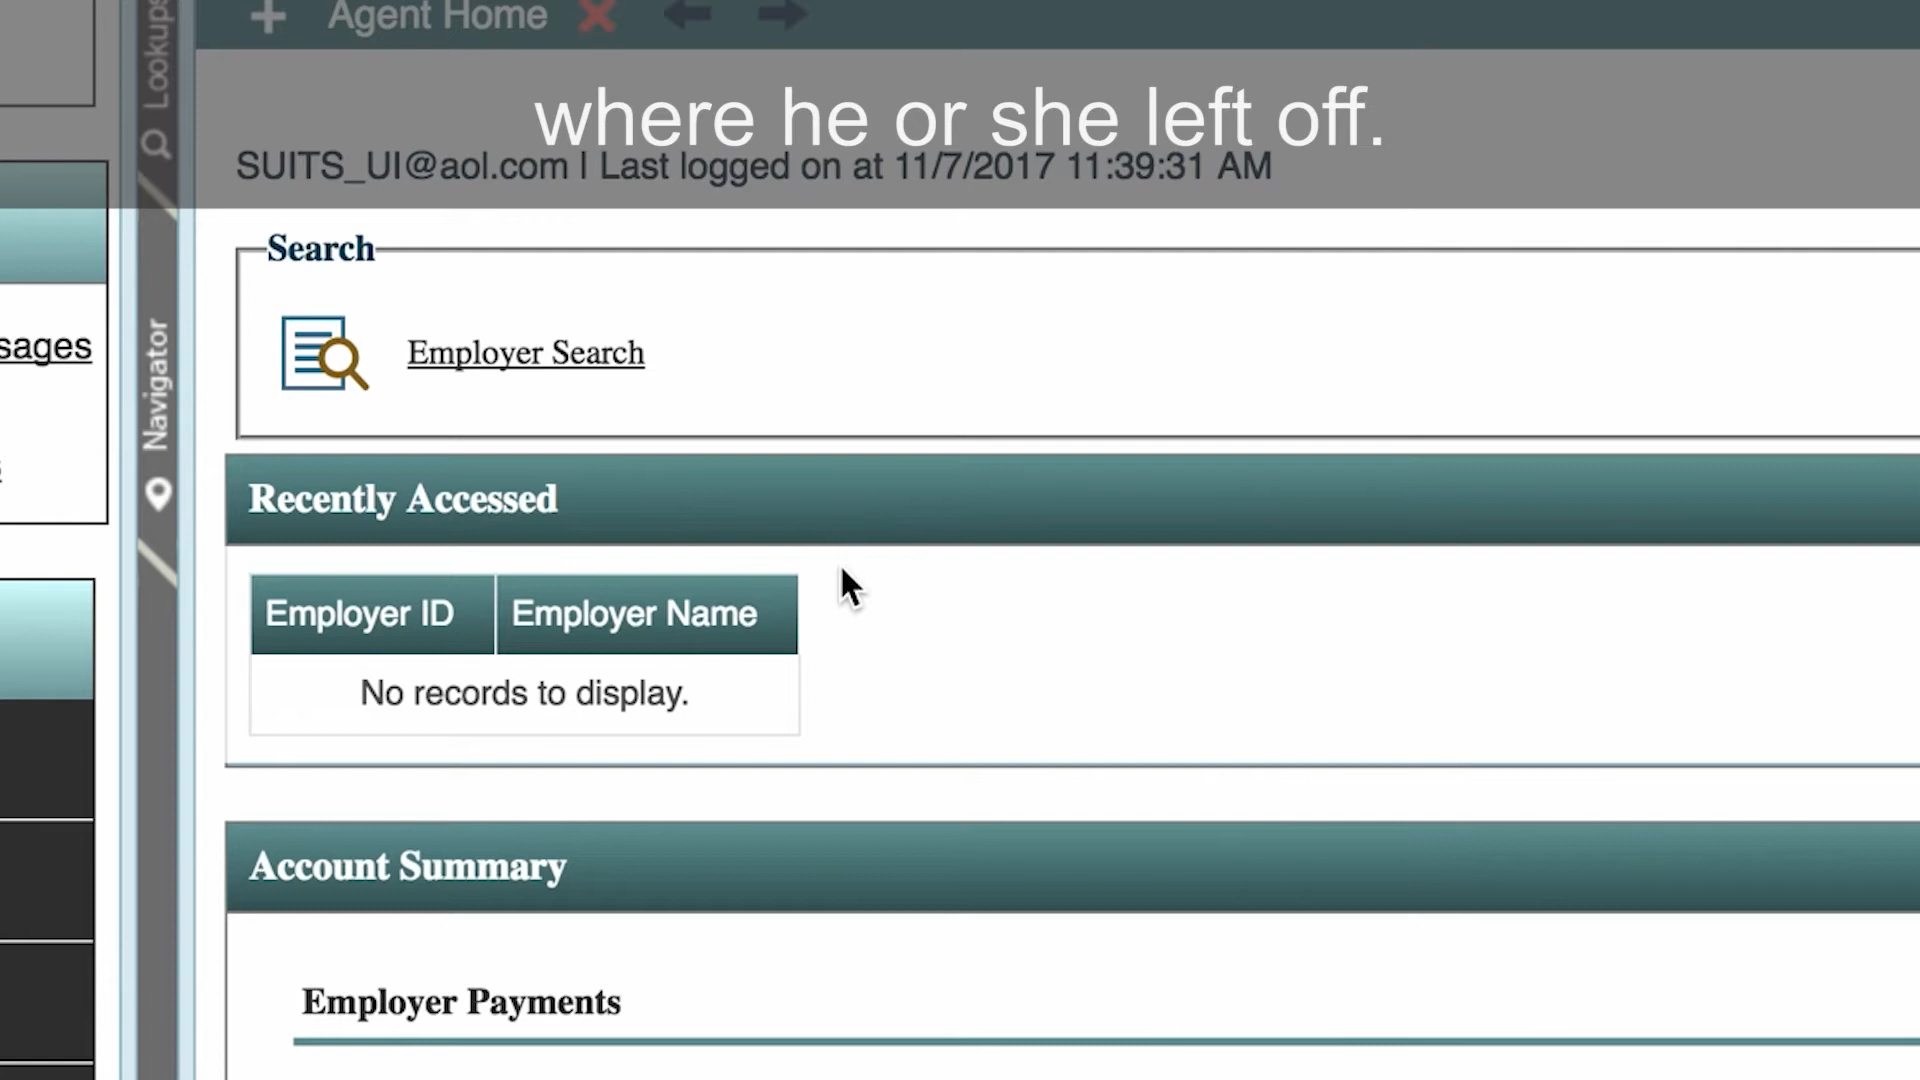 Agent Home
Lookups
where he or she left off.
SUITS_UI@aol.com | Last logged on at 11/7/2017 11:39:31 AM
Search
sages
Navigator
Employer Search
Recently Accessed
Employer ID Employer Name
No records to display.
Account Summary
Employer Payments